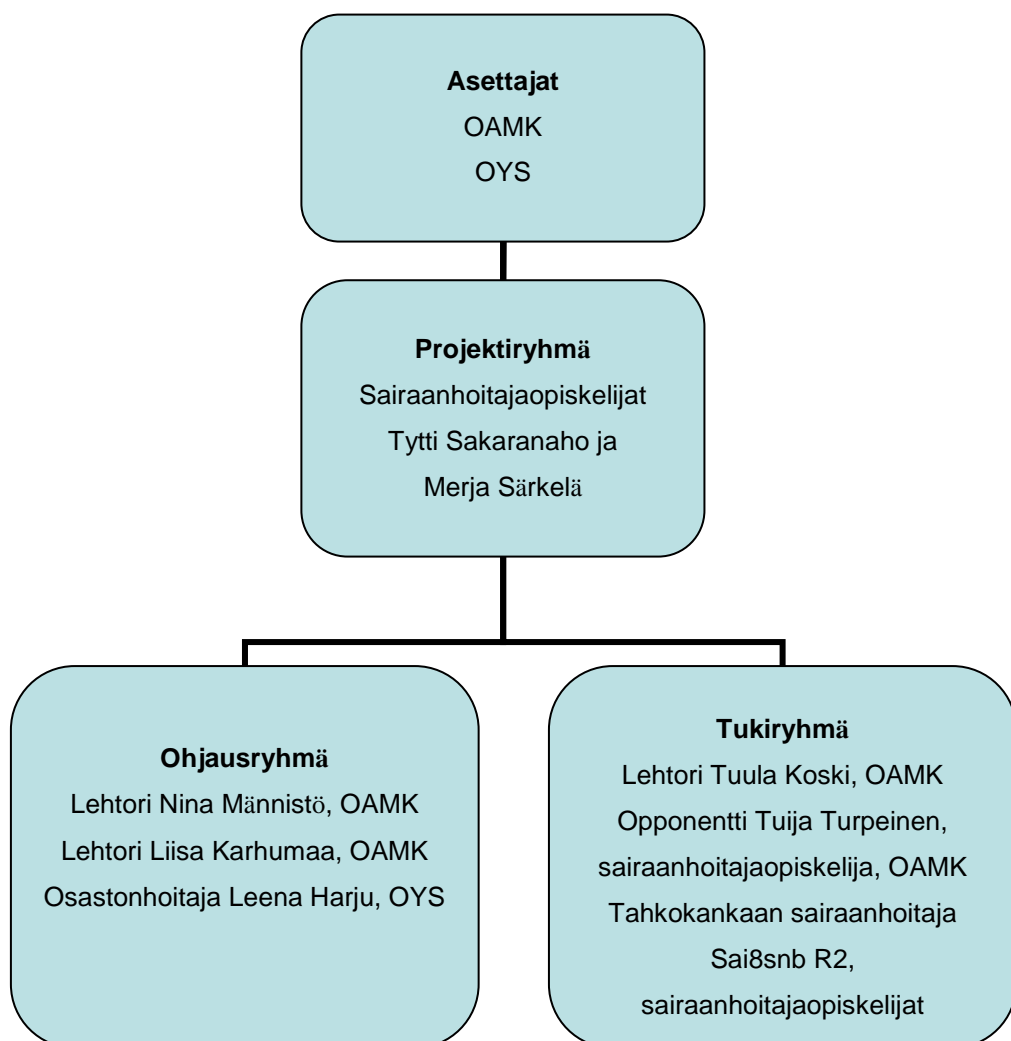 Asettajat
OAMK
OYS
Projektiryhmä
Sairaanhoitajaopiskelijat
Tytti Sakaranaho ja
Merja Särkelä
Ohjausryhmä
Lehtori Nina Männistö, OAMK
Lehtori Liisa Karhumaa, OAMK
Osastonhoitaja Leena Harju, OYS
Tukiryhmä
Lehtori Tuula Koski, OAMK
Opponentti Tuija Turpeinen,
sairaanhoitajaopiskelija, OAMK
Tahkokankaan sairaanhoitaja
Sai8snb R2,
sairaanhoitajaopiskelijat